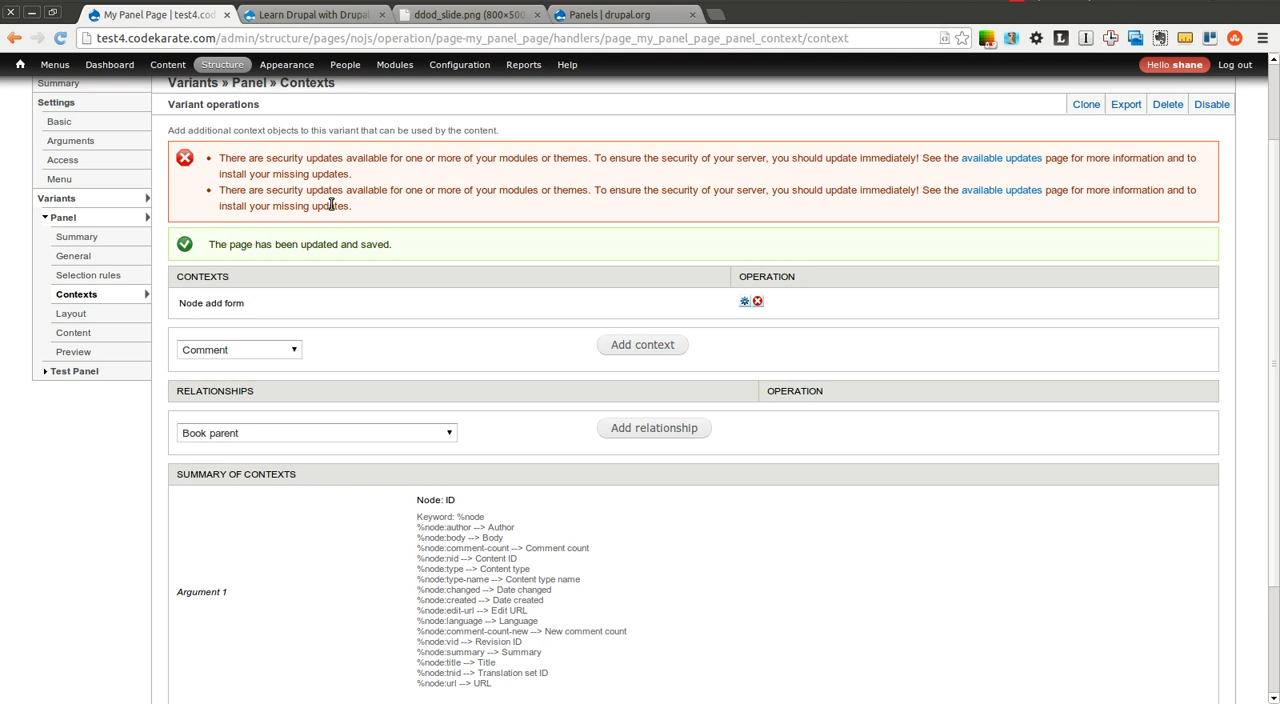 My Panel Page | test4.cod
Learn Drupal with Drupal
ddod_slide.png (800×500
Panels | drupal.org
test4.codekarate.com/admin/structure/pages/nojs/operation/page-my_panel_page/handlers/page_my_panel_page_panel_context/context
Menus Dashboard Content Structure Appearance People Modules Configuration Reports Help Hello shane Log out
Summary
Settings
Basic
Arguments
Access
Menu
Variants
Panel
Summary
General
Selection rules
Contexts
Layout
Content
Preview
Test Panel
Variants » Panel » Contexts
Variant operations
Clone Export Delete Disable
Add additional context objects to this variant that can be used by the content.
There are security updates available for one or more of your modules or themes. To ensure the security of your server, you should update immediately! See the available updates page for more information and to
install your missing updates.
There are security updates available for one or more of your modules or themes. To ensure the security of your server, you should update immediately! See the available updates page for more information and to
install your missing updates.
The page has been updated and saved.
CONTEXTS OPERATION
Node add form
Comment Add context
RELATIONSHIPS OPERATION
Book parent Add relationship
SUMMARY OF CONTEXTS
Argument 1
Node: ID
Keyword: %node
%node:author --> Author
%node:body --> Body
%node:comment-count --> Comment count
%node:nid --> Content ID
%node:type --> Content type
%node:type-name --> Content type name
%node:changed --> Date changed
%node:created --> Date created
%node:edit-url --> Edit URL
%node:language --> Language
%node:comment-count-new --> New comment count
%node:vid --> Revision ID
%node:summary --> Summary
%node:title --> Title
%node:tnid --> Translation set ID
%node:url --> URL